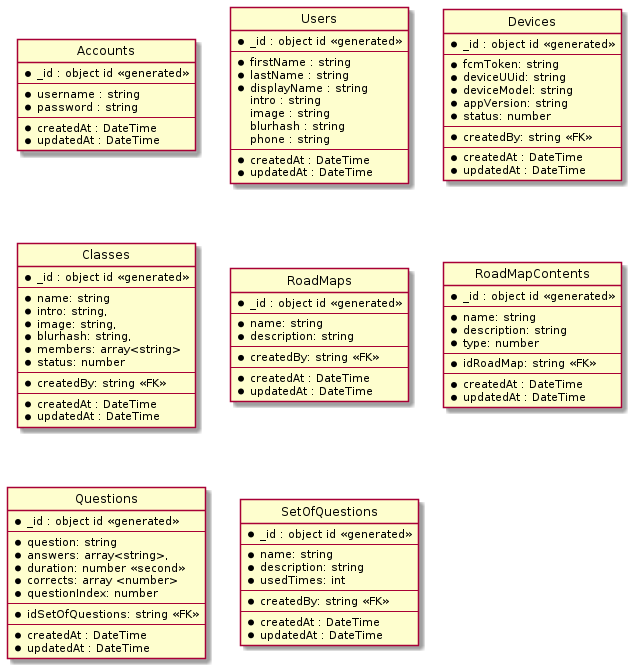 Accounts
_id : object id «generated»
username : string
password : string
createdAt : DateTime
updatedAt : DateTime
Users
_id : object id «generated»
firstName : string
lastName : string
displayName : string
intro : string
image : string
blurhash : string
phone : string
createdAt : DateTime
updatedAt : DateTime
Devices
_id : object id «generated»
fcmToken: string
deviceUUid: string
deviceModel: string
appVersion: string
status: number
createdBy: string «FK»
createdAt : DateTime
updatedAt : DateTime
Classes
_id : object id «generated»
name: string
intro: string,
image: string,
blurhash: string,
members: array<string>
status: number
createdBy: string «FK»
createdAt : DateTime
updatedAt : DateTime
RoadMaps
_id : object id «generated»
name: string
description: string
createdBy: string «FK»
createdAt : DateTime
updatedAt : DateTime
RoadMapContents
_id : object id «generated»
name: string
description: string
type: number
idRoadMap: string «FK»
createdAt : DateTime
updatedAt : DateTime
Questions
_id : object id «generated»
question: string
answers: array<string>,
duration: number «second»
corrects: array <number>
questionIndex: number
idSetOfQuestions: string «FK»
createdAt : DateTime
updatedAt : DateTime
SetOfQuestions
_id : object id «generated»
name: string
description: string
usedTimes: int
createdBy: string «FK»
createdAt : DateTime
updatedAt : DateTime